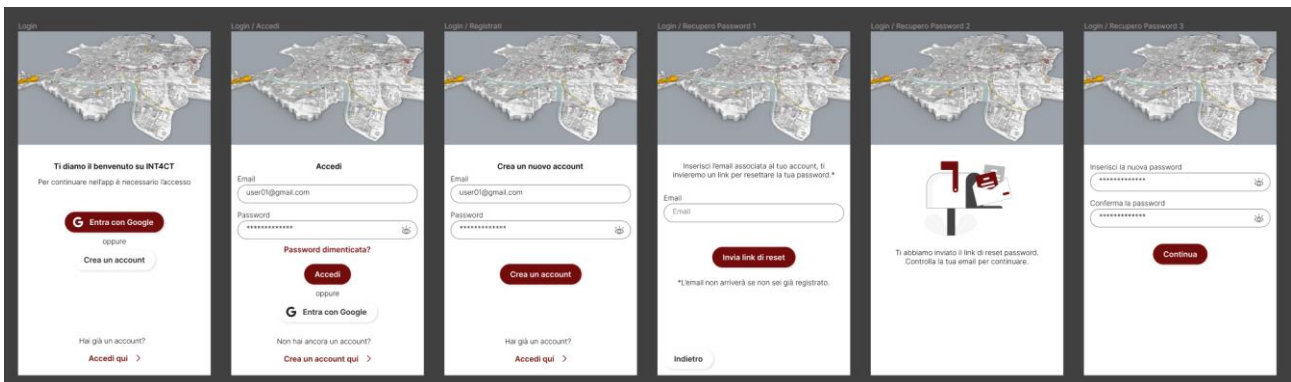 Login
Ti diamo il benvenuto su INT4CT
Per continuare nell'app è necessario l'accesso
G Entra con Google
oppure
Crea un account
Hai già un account?
Accedi qui >
Login / Accedi
Accedi
Email
user01@gmail.com
Password
*************
Password dimenticata?
Accedi
oppure
G Entra con Google
Non hai ancora un account?
Crea un account qui >
Login / Registrati
Crea un nuovo account
Email
user01@gmail.com
Password
*************
Crea un account
Hai già un account?
Accedi qui >
Login / Recupero Password 1
Inserisci l'email associata al tuo account, ti
invieremo un link per resettare la tua password.*
Email
Email
Invia link di reset
*L'email non arriverà se non sei già registrato.
Indietro
Login / Recupero Password 2
Ti abbiamo inviato il link di reset password.
Controlla la tua email per continuare.
Login / Recupero Password 3
Inserisci la nuova password
*************
Conferma la password
*************
Continua